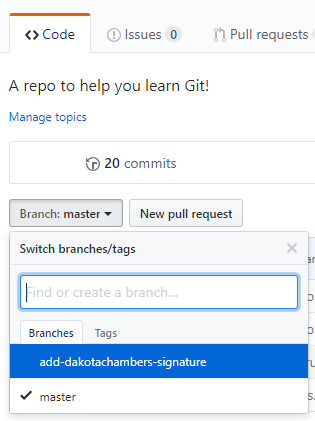 Code Issues 0 Pull requests
A repo to help you learn Git!
Manage topics
20 commits
Branch: master New pull request
Switch branches/tags
Find or create a branch...
Branches Tags
add-dakotachambers-signature
master